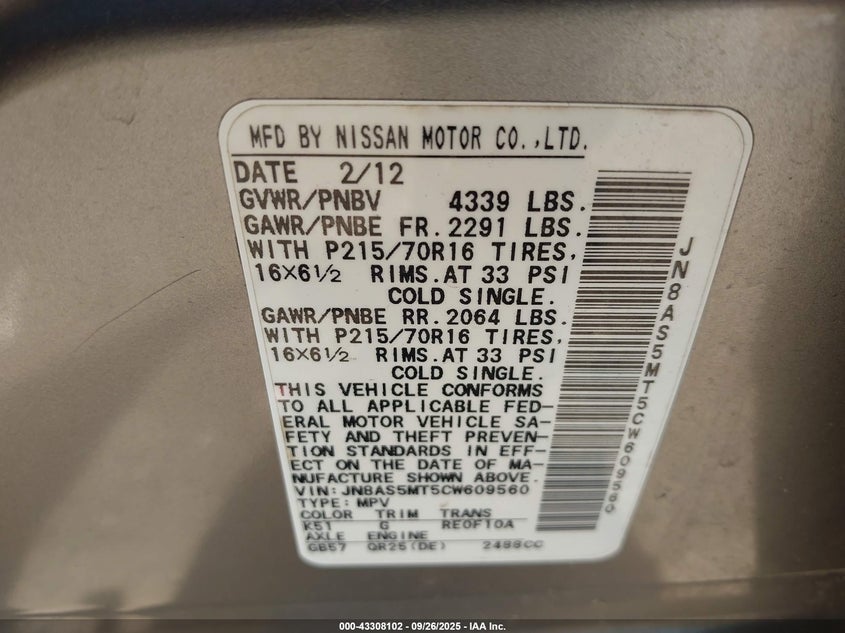 MFD BY NISSAN MOTOR CO.,LTD.
DATE 2/12
GVWR/PNBV 4339 LBS.
GAWR/PNBE FR.2291 LBS.
WITH P215/70R16 TIRES,
16X6½ RIMS.AT 33 PSI
COLD SINGLE.
GAWR/PNBE RR.2064 LBS.
WITH P215/70R16 TIRES,
16X6½ RIMS.AT 33 PSI
COLD SINGLE.
THIS VEHICLE CONFORMS
TO ALL APPLICABLE FED-
ERAL MOTOR VEHICLE SA-
FETY AND THEFT PREVEN-
TION STANDARDS IN EFF-
ECT ON THE DATE OF MA-
NUFACTURE SHOWN ABOVE.
VIN:JN8AS5MT5CW609560
TYPE:MPV
COLOR TRIM TRANS
K51 G RE0F10A
AXLE ENGINE
GB57 QR25(DE) 2488CC
JN8AS5MT5CW609560
000-43308102 - 09/26/2025 - IAA Inc.